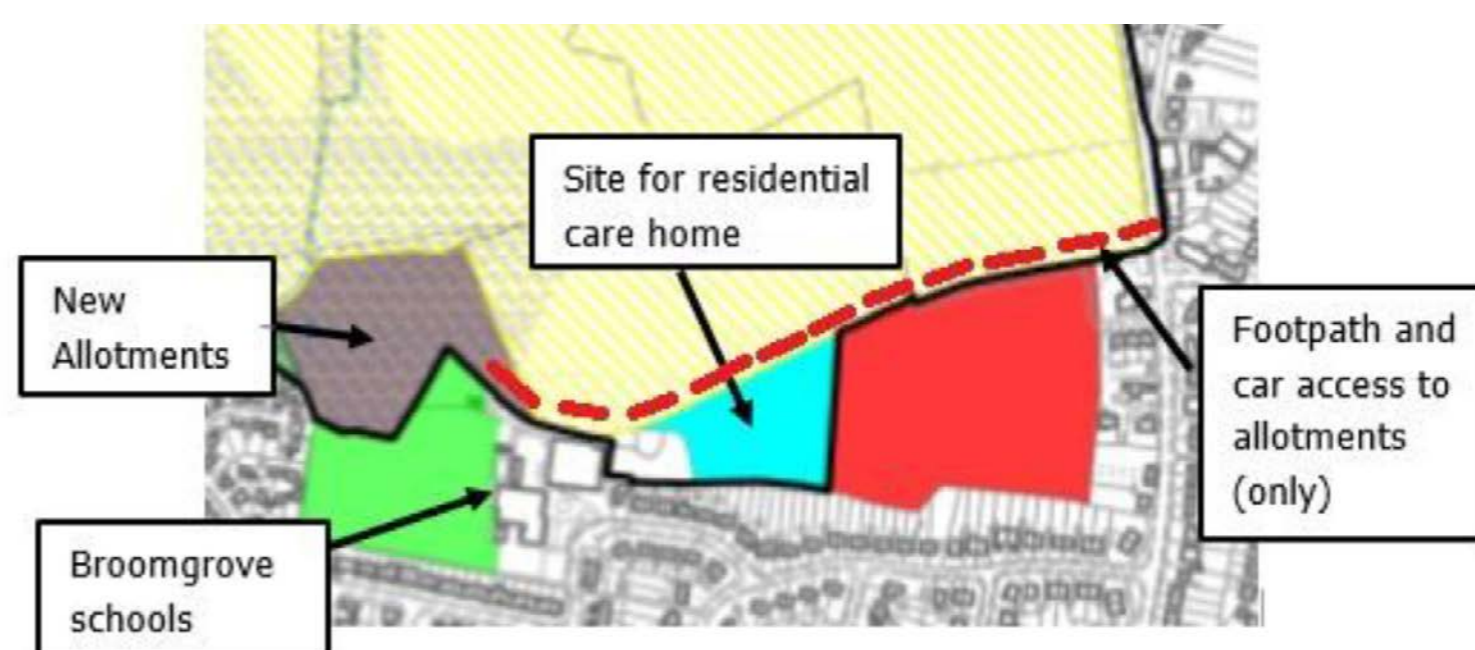 Site for residential
care home
New
Allotments
Footpath and
car access to
allotments
(only)
Broomgrove
schools